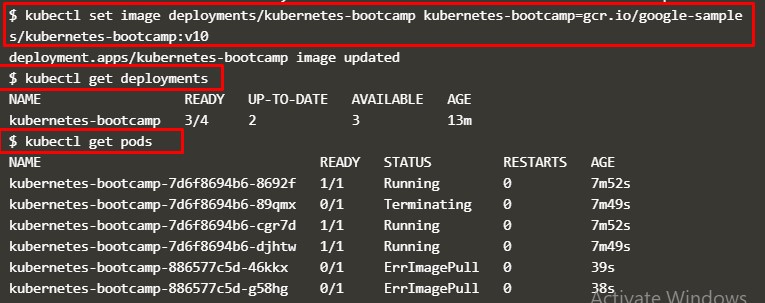 $ kubectl set image deployments/kubernetes-bootcamp kubernetes-bootcamp=gcr.io/google-sample
s/kubernetes-bootcamp:v10
deployment.apps/kubernetes-bootcamp image updated
$ kubectl get deployments
NAME READY UP-TO-DATE AVAILABLE AGE
kubernetes-bootcamp 3/4 2 3 13m
$ kubectl get pods
NAME READY STATUS RESTARTS AGE
kubernetes-bootcamp-7d6f8694b6-8692f 1/1 Running 0 7m52s
kubernetes-bootcamp-7d6f8694b6-89qmx 0/1 Terminating 0 7m49s
kubernetes-bootcamp-7d6f8694b6-cgr7d 1/1 Running 0 7m52s
kubernetes-bootcamp-7d6f8694b6-djhtw 1/1 Running 0 7m49s
kubernetes-bootcamp-886577c5d-46kkx 0/1 ErrImagePull 0 39s
kubernetes-bootcamp-886577c5d-g58hg 0/1 ErrImagePull 0 38s
Activate Windows